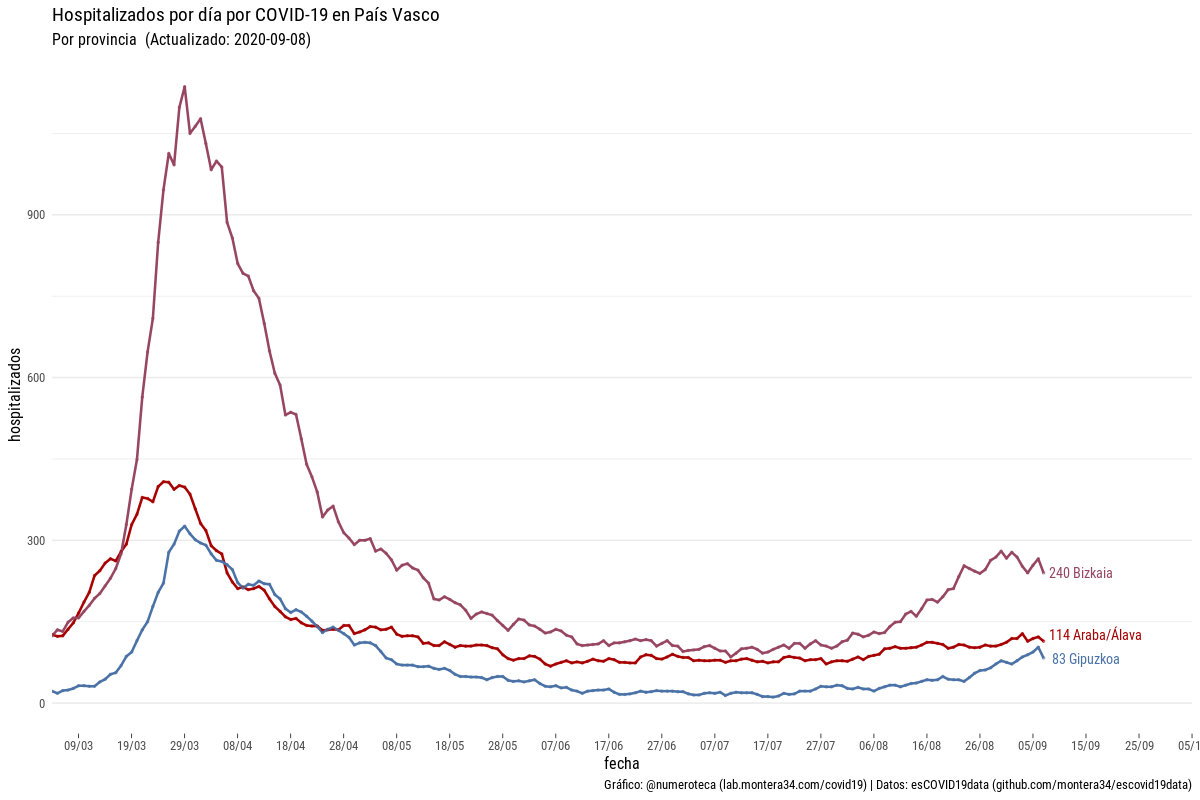 Hospitalizados por día por COVID-19 en País Vasco
Por provincia (Actualizado: 2020-09-08)
hospitalizados
900
600
300
0
240 Bizkaia
114 Araba/Álava
83 Gipuzkoa
09/03 19/03 29/03 08/04 18/04 28/04 08/05 18/05 28/05 07/06 17/06 27/06 07/07 17/07 27/07 06/08 16/08 26/08 05/09 15/09 25/09 05/1
fecha
Gráfico: @numeroteca (lab.montera34.com/covid19) | Datos: esCOVID19data (github.com/montera34/escovid19data)